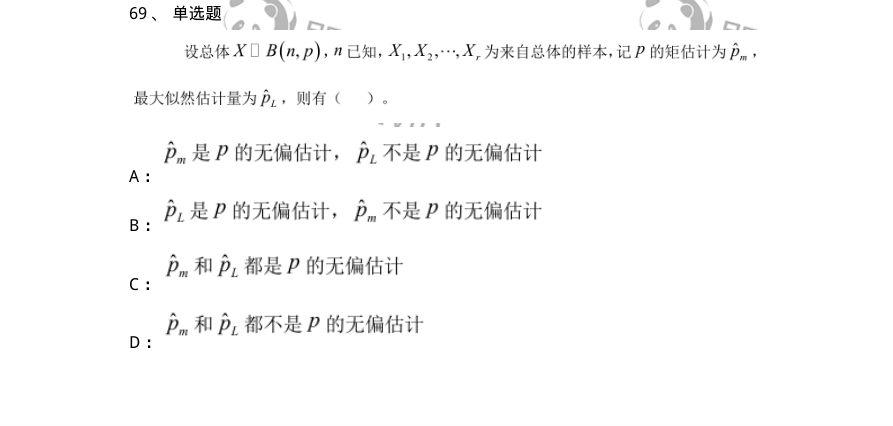 69 、 单选题
设总体 X □ B(n, p), n 已知, X₁, X₂, ⋯, Xᵣ 为来自总体的样本, 记 p 的矩估计为 p̂ₘ ,
最大似然估计量为 p̂_L , 则有 ( ) 。
A : p̂ₘ 是 p 的无偏估计, p̂_L 不是 p 的无偏估计
B : p̂_L 是 p 的无偏估计, p̂ₘ 不是 p 的无偏估计
C : p̂ₘ 和 p̂_L 都是 p 的无偏估计
D : p̂ₘ 和 p̂_L 都不是 p 的无偏估计